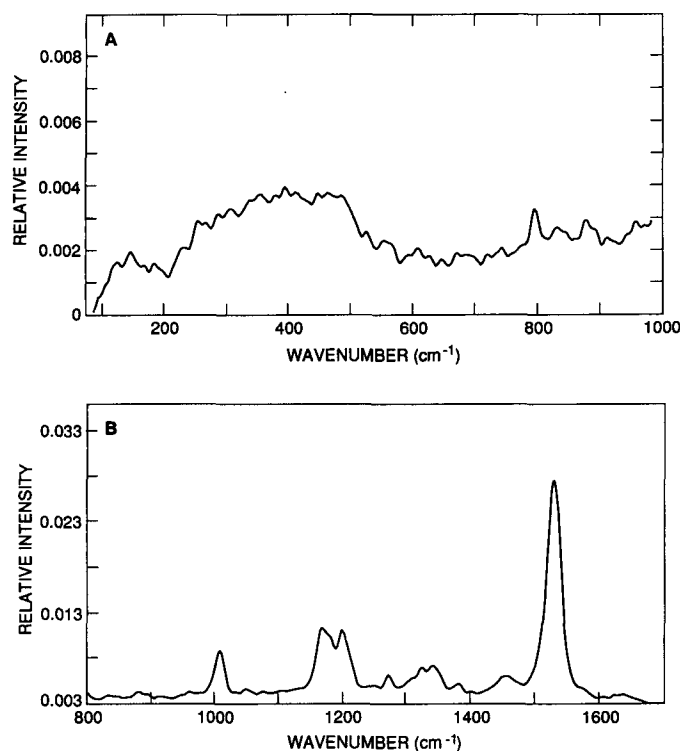 A
0.008
0.006
0.004
0.002
0
RELATIVE INTENSITY
200 400 600 800 1000
WAVENUMBER (cm⁻¹)
B
0.033
0.023
0.013
0.003
RELATIVE INTENSITY
800 1000 1200 1400 1600
WAVENUMBER (cm⁻¹)